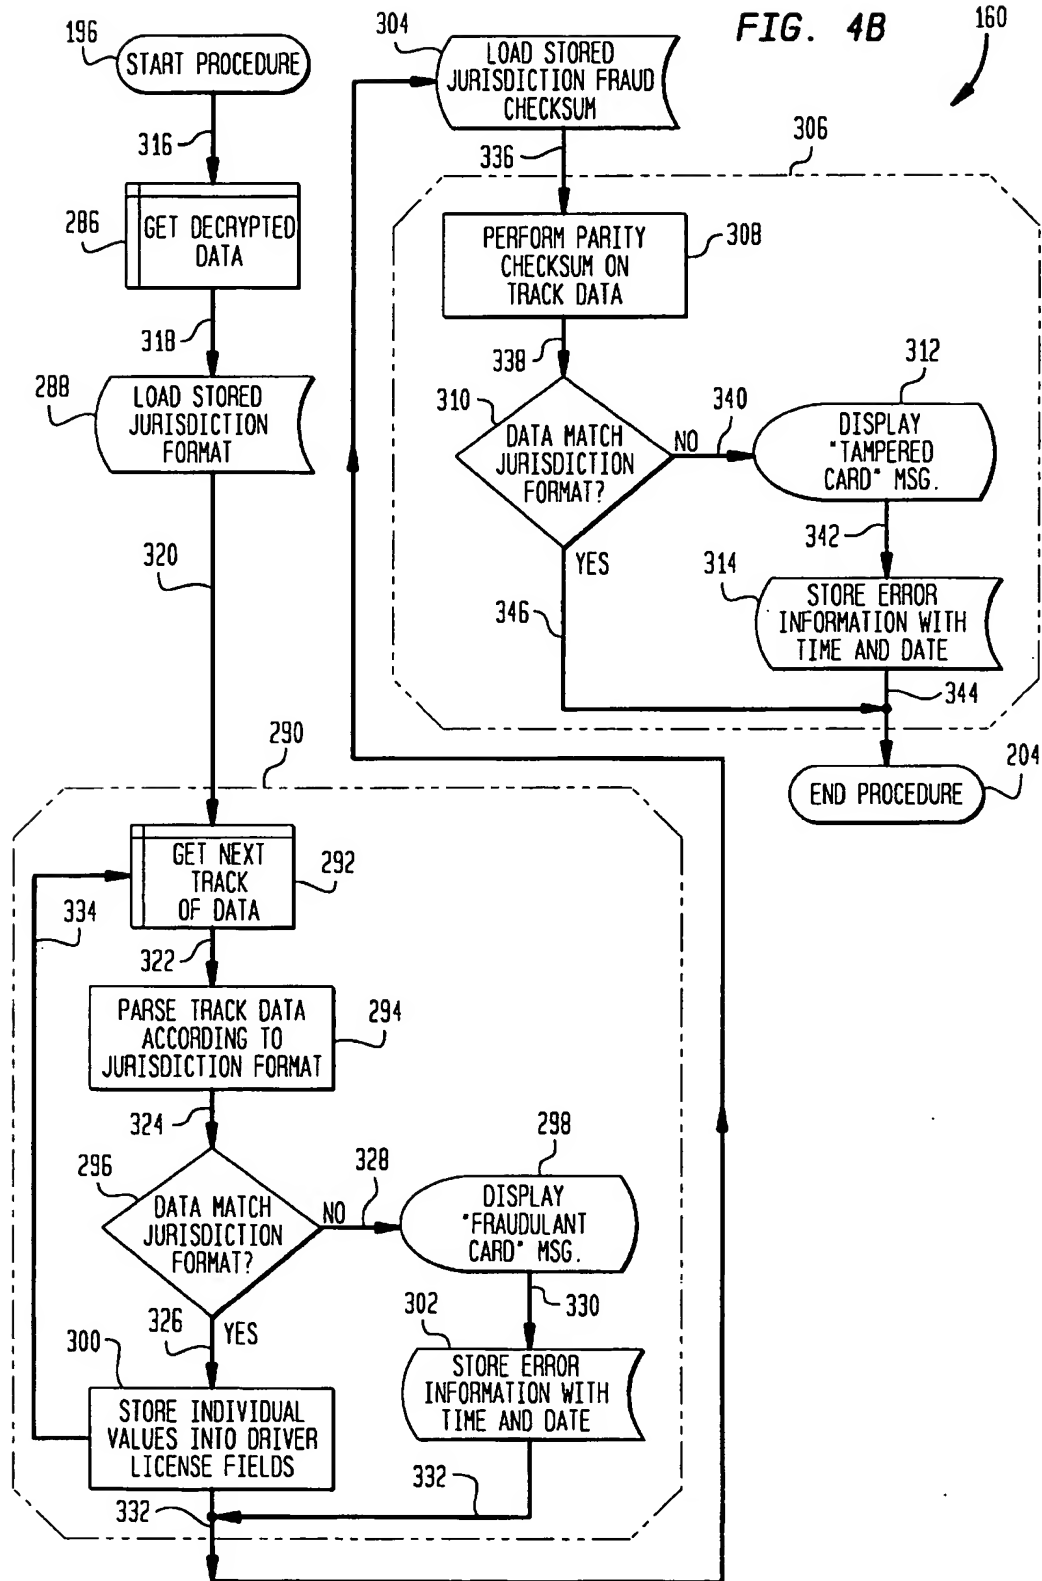 FIG. 4B
160
196
START PROCEDURE
316
286
GET DECRYPTED
DATA
318
288
LOAD STORED
JURISDICTION
FORMAT
320
290
GET NEXT
TRACK
OF DATA
292
334
322
PARSE TRACK DATA
ACCORDING TO
JURISDICTION FORMAT
294
324
296
DATA MATCH
JURISDICTION
FORMAT?
NO
328
298
DISPLAY
"FRAUDULANT
CARD" MSG.
330
302
STORE ERROR
INFORMATION WITH
TIME AND DATE
332
326
YES
300
STORE INDIVIDUAL
VALUES INTO DRIVER
LICENSE FIELDS
332
304
LOAD STORED
JURISDICTION FRAUD
CHECKSUM
336
306
PERFORM PARITY
CHECKSUM ON
TRACK DATA
308
338
310
DATA MATCH
JURISDICTION
FORMAT?
NO
340
312
DISPLAY
"TAMPERED
CARD" MSG.
342
314
STORE ERROR
INFORMATION WITH
TIME AND DATE
344
YES
346
END PROCEDURE
204